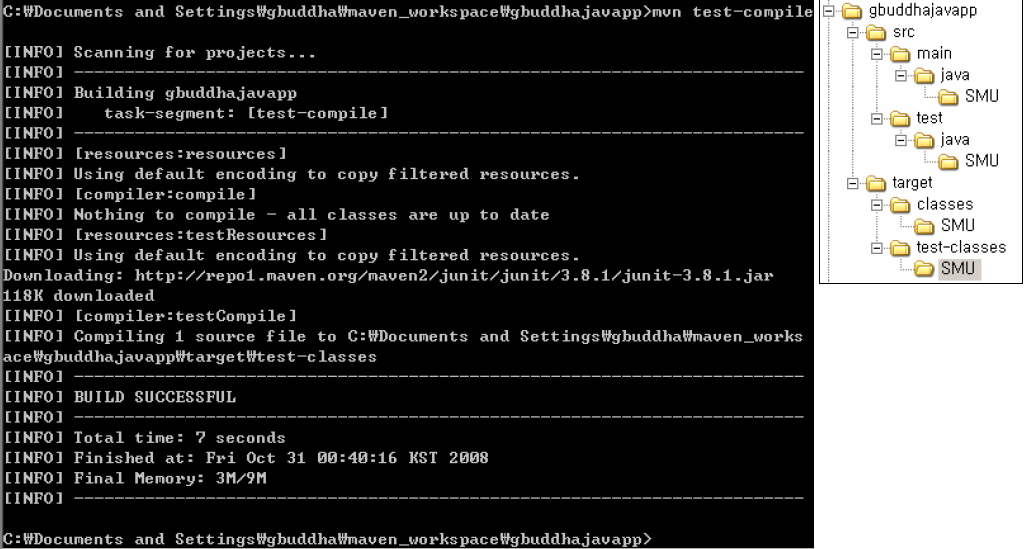 C:₩Documents and Settings₩gbuddha₩maven_workspace₩gbuddhajavapp>mvn test-compile
[INFO] Scanning for projects...
[INFO] ------------------------------------------------------------------------
[INFO] Building gbuddhajavapp
[INFO]    task-segment: [test-compile]
[INFO] ------------------------------------------------------------------------
[INFO] [resources:resources]
[INFO] Using default encoding to copy filtered resources.
[INFO] [compiler:compile]
[INFO] Nothing to compile - all classes are up to date
[INFO] [resources:testResources]
[INFO] Using default encoding to copy filtered resources.
Downloading: http://repo1.maven.org/maven2/junit/junit/3.8.1/junit-3.8.1.jar
118K downloaded
[INFO] [compiler:testCompile]
[INFO] Compiling 1 source file to C:₩Documents and Settings₩gbuddha₩maven_works
ace₩gbuddhajavapp₩target₩test-classes
[INFO] ------------------------------------------------------------------------
[INFO] BUILD SUCCESSFUL
[INFO] ------------------------------------------------------------------------
[INFO] Total time: 7 seconds
[INFO] Finished at: Fri Oct 31 00:40:16 KST 2008
[INFO] Final Memory: 3M/9M
[INFO] ------------------------------------------------------------------------
C:₩Documents and Settings₩gbuddha₩maven_workspace₩gbuddhajavapp>
gbuddhajavapp
src
main
java
SMU
test
java
SMU
target
classes
SMU
test-classes
SMU